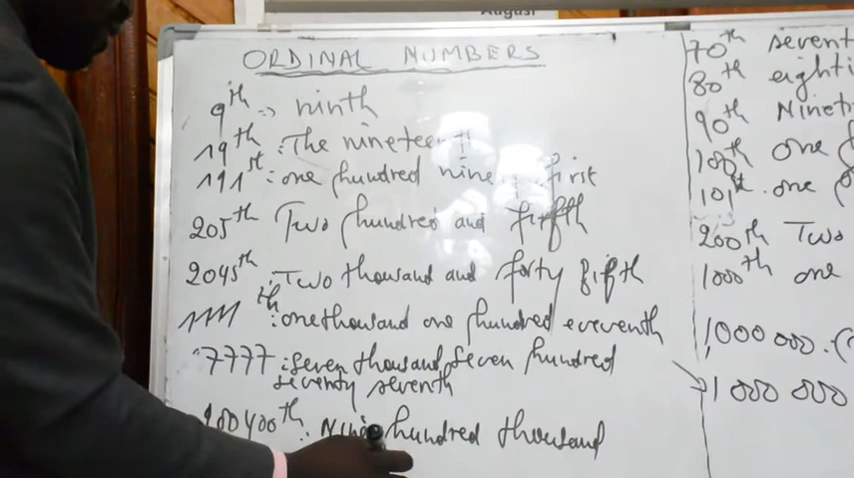 August
ORDINAL NUMBERS
9th => ninth
19th : The nineteenth
191st : one hundred nine first
205th Two hundred and fifth
2045th Two thousand and forty fifth
1111th : one thousand one hundred eveventh
7777 : seven thousand seven hundred
seventy seventh
900400th : Nine hundred thousand
70th sevent
80th eighti
90th Ninet
100th one
101st . one
200th Two
1000th one
1,000 000 . (
1 000 000